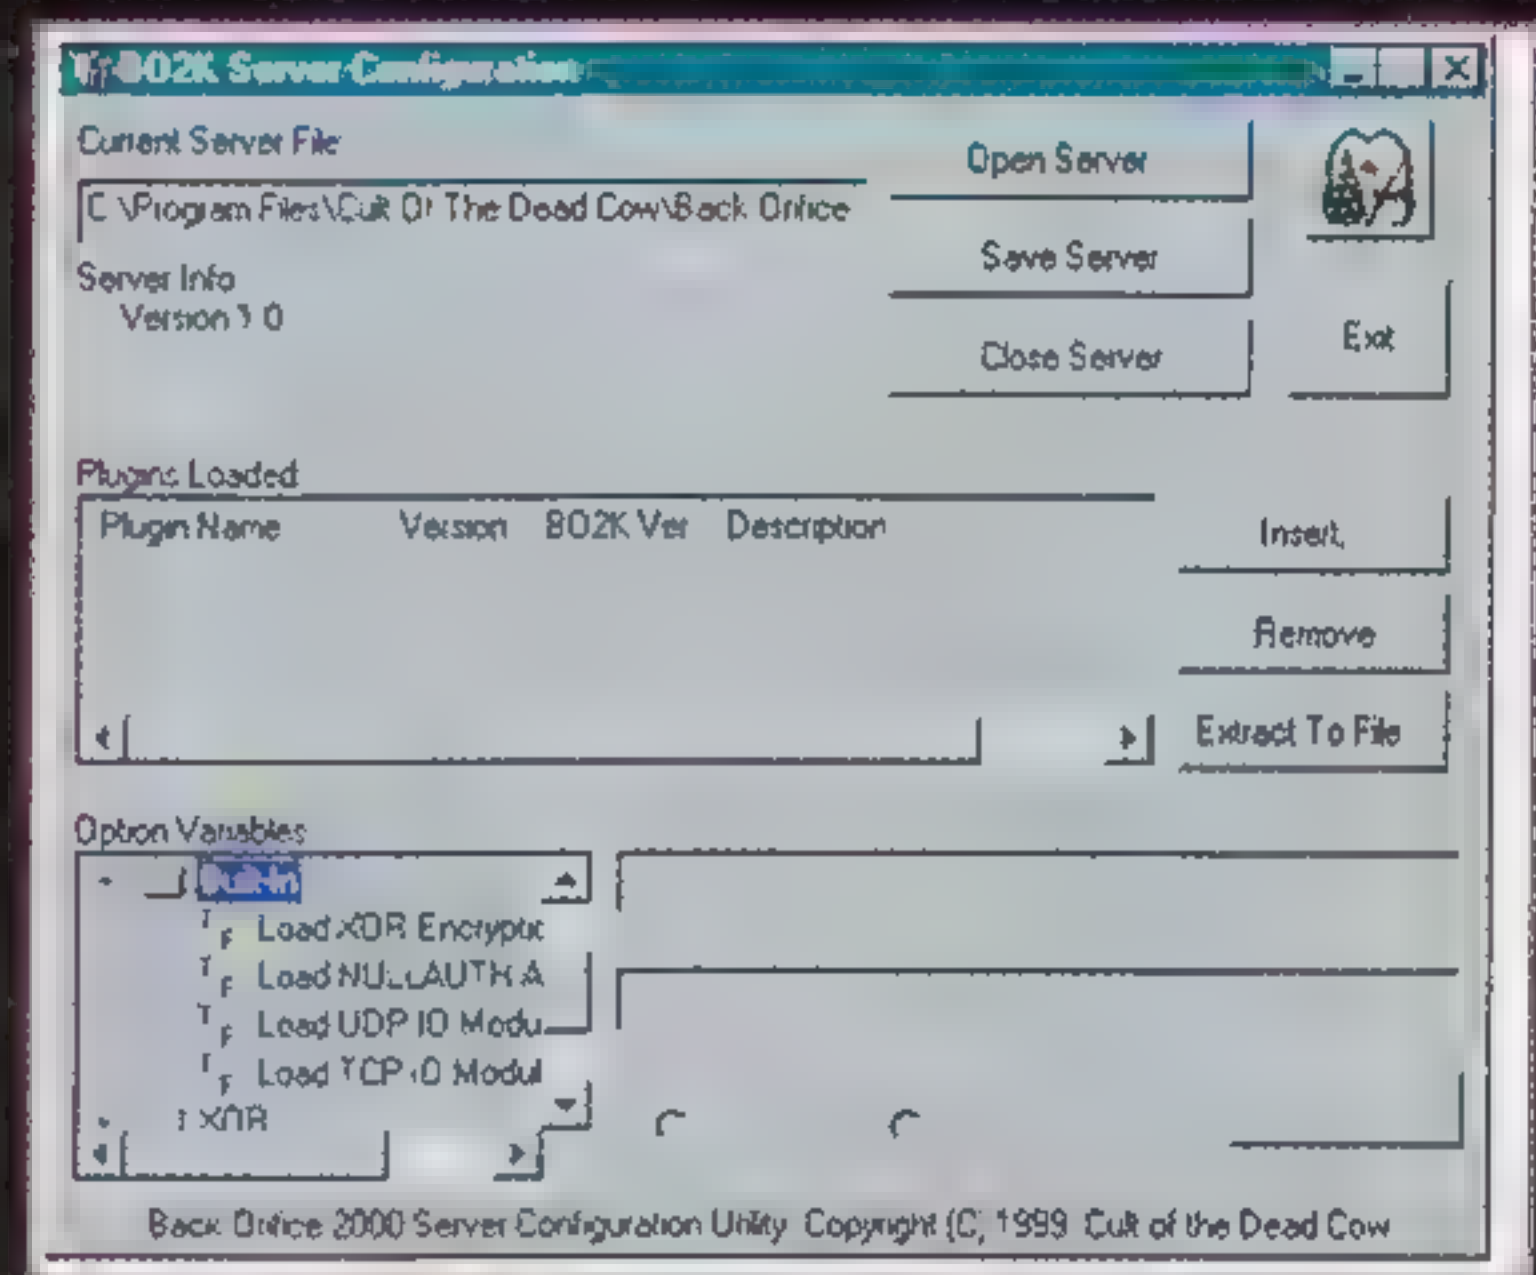 BO2K Server Configuration
Current Server File
Open Server
C:\Program Files\Cult Of The Dead Cow\Back Orifice
Save Server
Server Info
Version 1.0
Exit
Close Server
Plugins Loaded
Plugin Name Version BO2K Ver Description
Insert.
Remove
Extract To File
Option Variables
Built-In
Load XOR Encryptic
Load NULLAUTH A
Load UDP IO Modu
Load TCP IO Modul
XOR
Back Orifice 2000 Server Configuration Utility Copyright (C) 1999 Cult of the Dead Cow